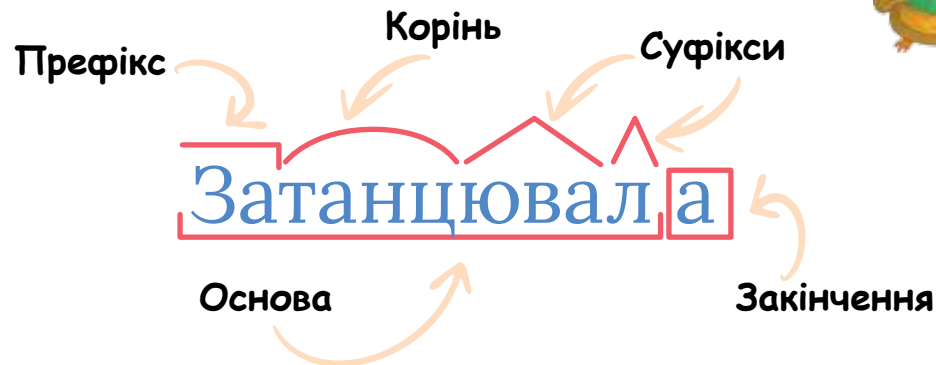 Префікс
Корінь
Суфікси
Затанцювала
Основа
Закінчення